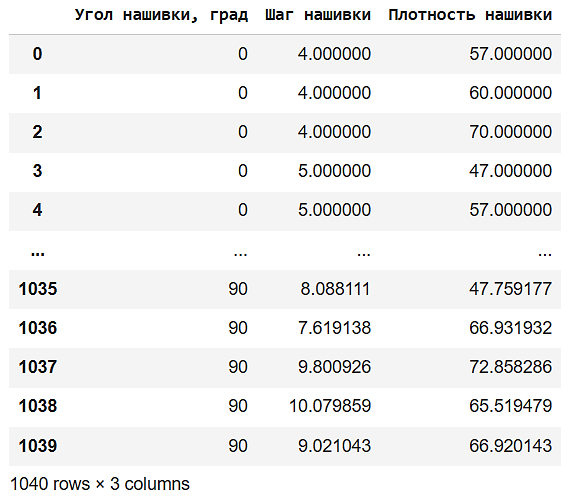 Угол нашивки, град Шаг нашивки Плотность нашивки
0 0 4.000000 57.000000
1 0 4.000000 60.000000
2 0 4.000000 70.000000
3 0 5.000000 47.000000
4 0 5.000000 57.000000
... ... ... ...
1035 90 8.088111 47.759177
1036 90 7.619138 66.931932
1037 90 9.800926 72.858286
1038 90 10.079859 65.519479
1039 90 9.021043 66.920143
1040 rows × 3 columns